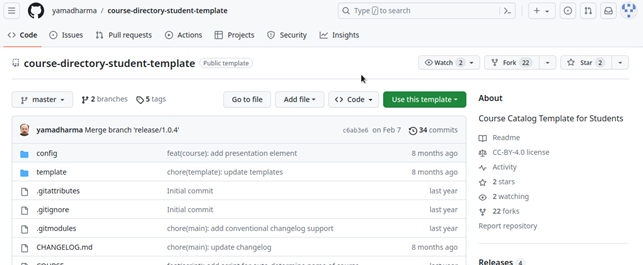 yamadharma / course-directory-student-template
Type / to search
Code Issues Pull requests Actions Projects Security Insights
course-directory-student-template Public template
Watch 2 Fork 22 Star 2
master 2 branches 5 tags Go to file Add file Code Use this template
yamadharma Merge branch 'release/1.0.4' c6ab3e6 on Feb 7 34 commits
config feat(course): add presentation element 8 months ago
template chore(template): update templates 8 months ago
.gitattributes Initial commit last year
.gitignore Initial commit last year
.gitmodules chore(main): add conventional changelog support last year
CHANGELOG.md chore(main): update changelog 8 months ago
About
Course Catalog Template for Students
Readme
CC-BY-4.0 license
Activity
2 stars
2 watching
22 forks
Report repository
Releases 4